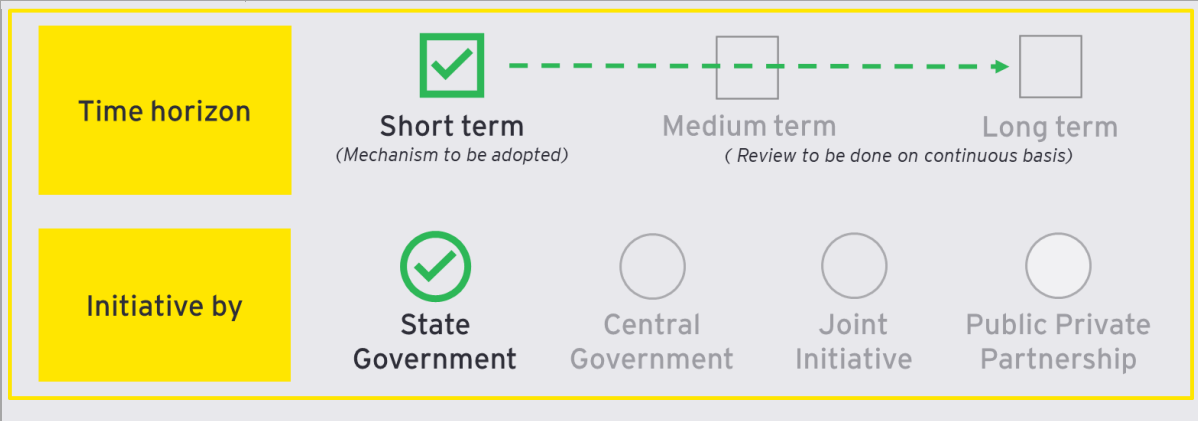 Time horizon
Short term
(Mechanism to be adopted)
Medium term
Long term
( Review to be done on continuous basis)
Initiative by
State
Government
Central
Government
Joint
Initiative
Public Private
Partnership